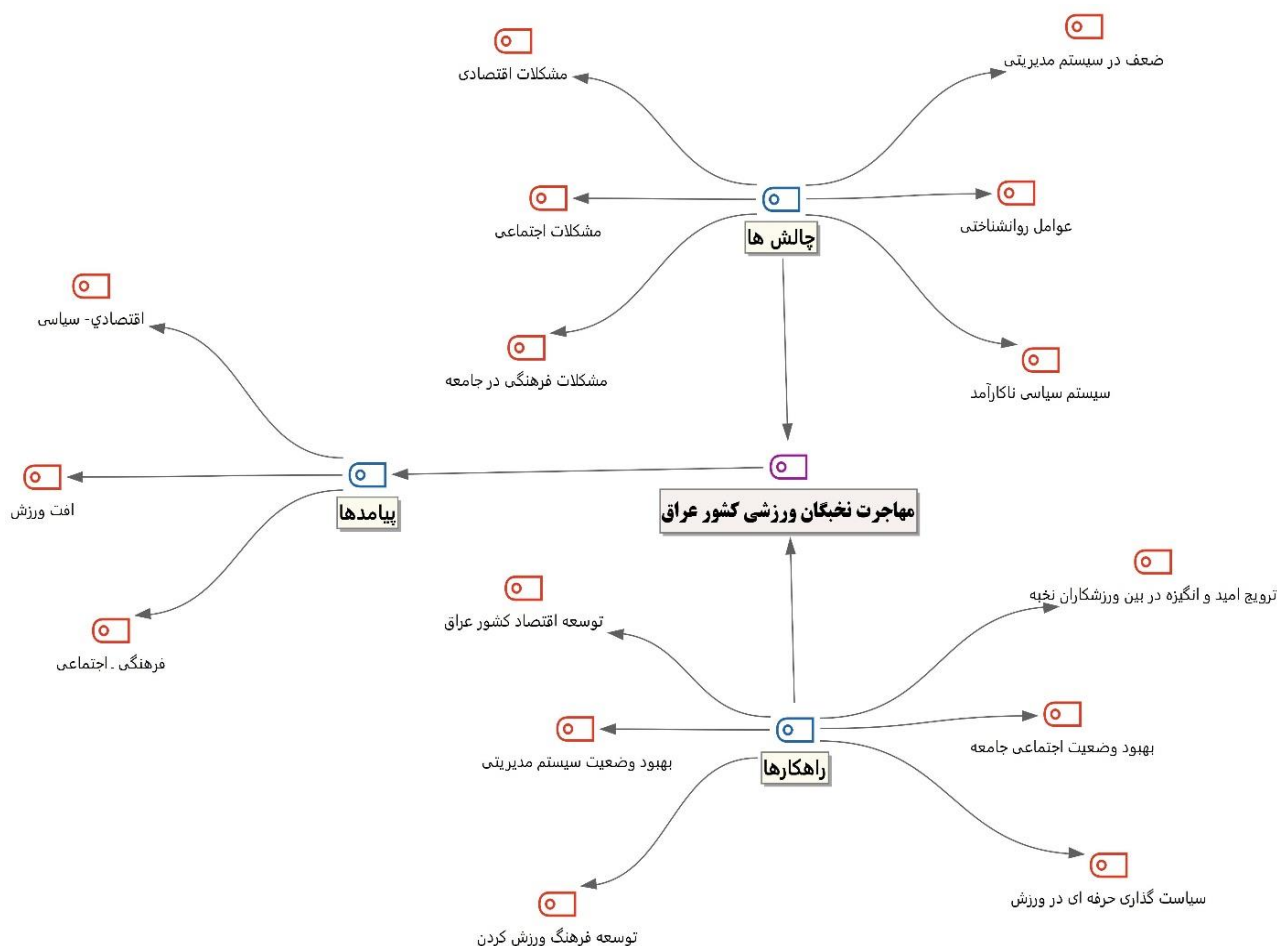 ضعف در سیستم مدیریتی
مشکلات اقتصادی
عوامل روانشناختی
مشکلات اجتماعی
چالش ها
سیستم سیاسی ناکارآمد
مشکلات فرهنگی در جامعه
اقتصادي- سیاسی
افت ورزش
پیامدها
مهاجرت نخبگان ورزشی کشور عراق
فرهنگی - اجتماعی
ترویج امید و انگیزه در بین ورزشکاران نخبه
توسعه اقتصاد کشور عراق
بهبود وضعیت اجتماعی جامعه
بهبود وضعیت سیستم مدیریتی
راهکارها
سیاست گذاری حرفه ای در ورزش
توسعه فرهنگ ورزش کردن